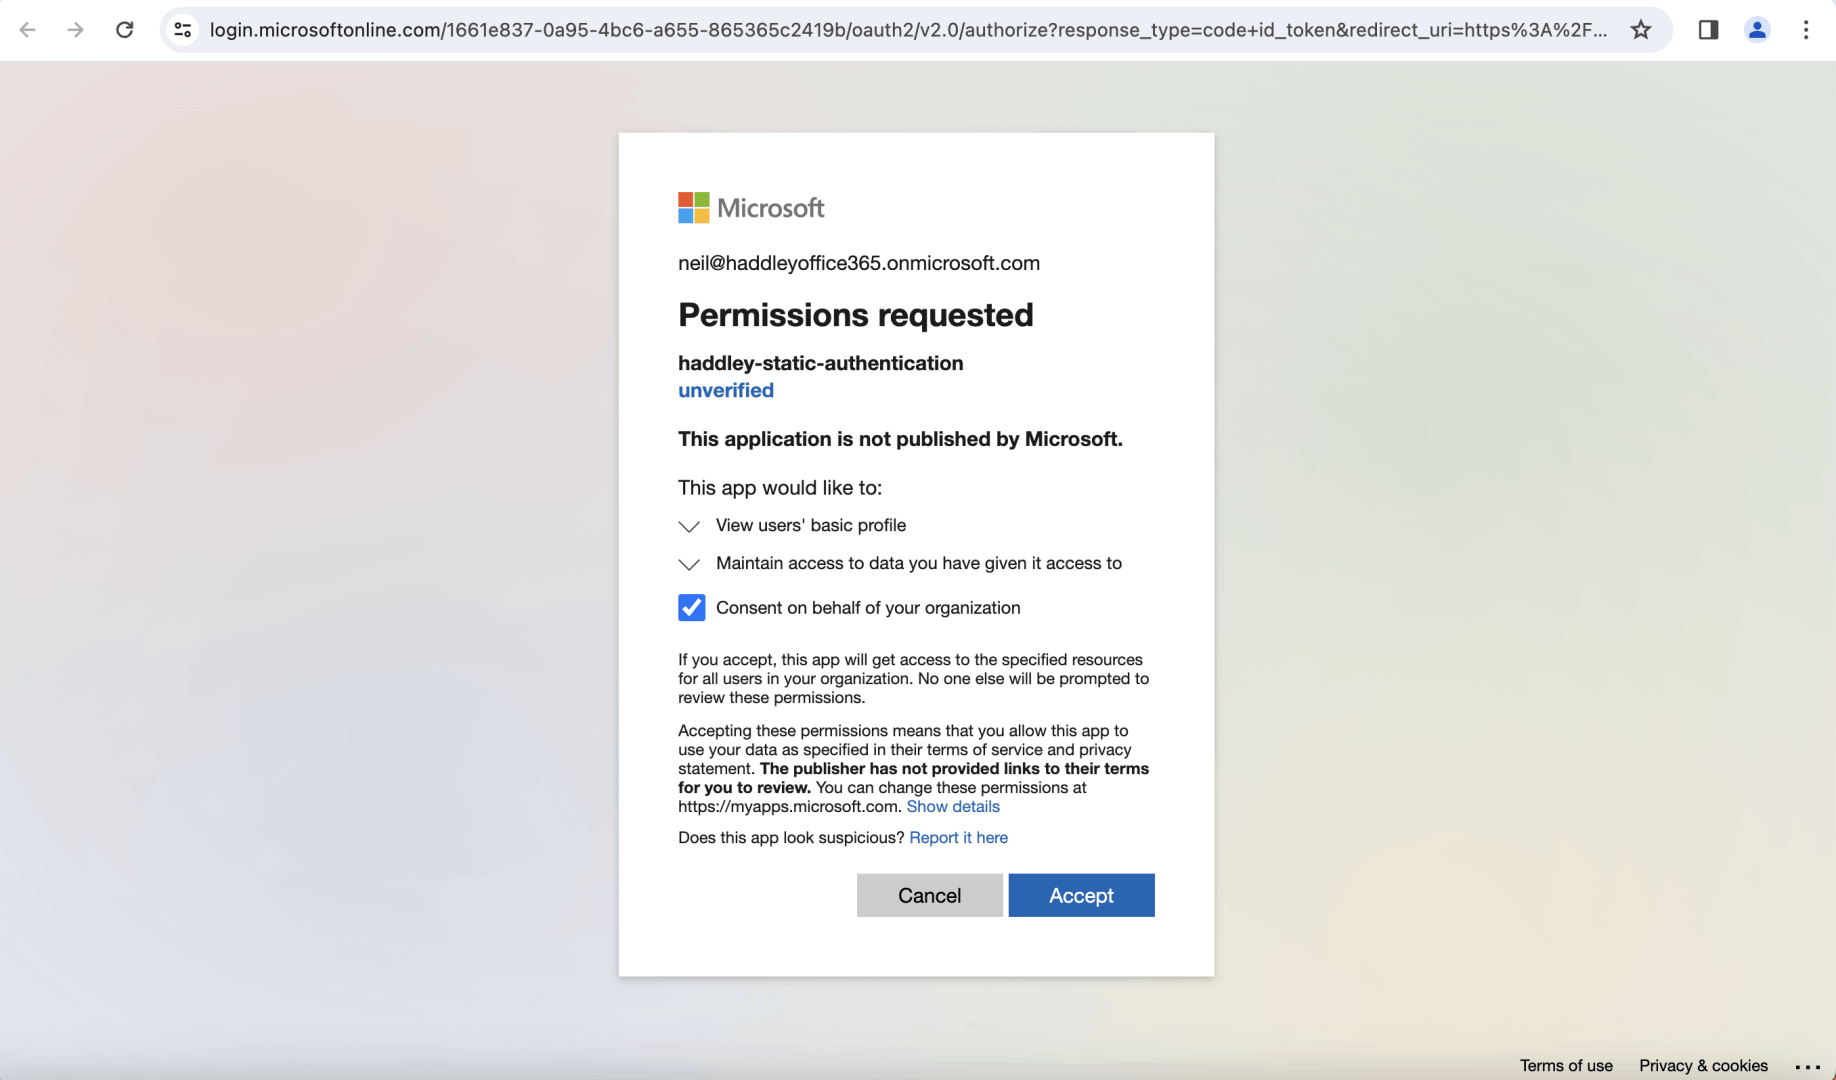 login.microsoftonline.com/1661e837-0a95-4bc6-a655-865365c2419b/oauth2/v2.0/authorize?response_type=code+id_token&redirect_uri=https%3A%2F...
Microsoft
neil@haddleyoffice365.onmicrosoft.com
Permissions requested
haddley-static-authentication
unverified
This application is not published by Microsoft.
This app would like to:
View users' basic profile
Maintain access to data you have given it access to
Consent on behalf of your organization
If you accept, this app will get access to the specified resources
for all users in your organization. No one else will be prompted to
review these permissions.
Accepting these permissions means that you allow this app to
use your data as specified in their terms of service and privacy
statement. The publisher has not provided links to their terms
for you to review. You can change these permissions at
https://myapps.microsoft.com. Show details
Does this app look suspicious? Report it here
Cancel Accept
Terms of use Privacy & cookies ...